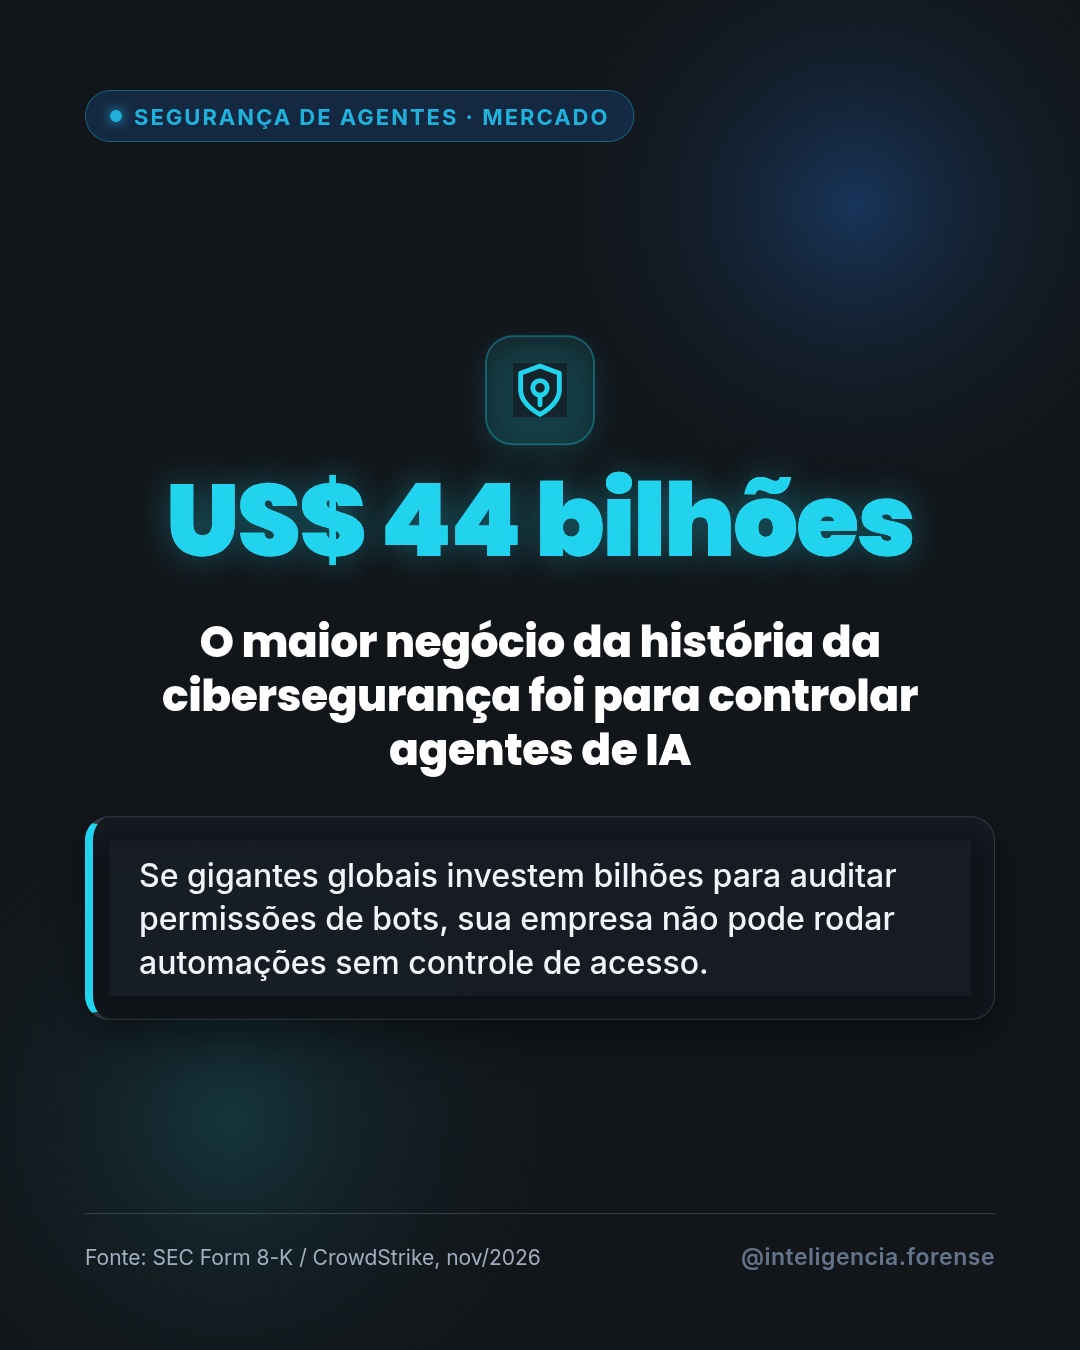 SEGURANÇA DE AGENTES · MERCADO
US$ 44 bilhões
O maior negócio da história da
cibersegurança foi para controlar
agentes de IA
Se gigantes globais investem bilhões para auditar
permissões de bots, sua empresa não pode rodar
automações sem controle de acesso.
Fonte: SEC Form 8-K / CrowdStrike, nov/2026
@inteligencia.forense